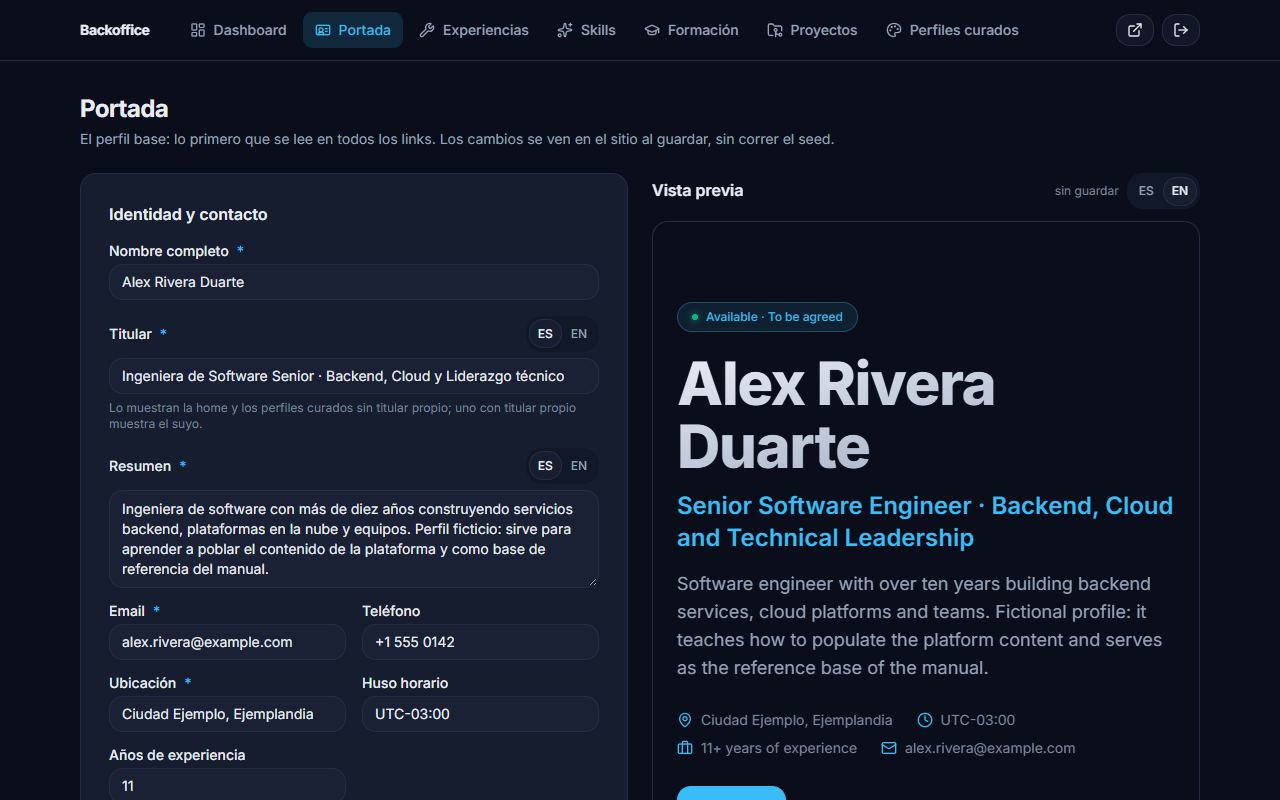 Backoffice
Dashboard
Portada
Experiencias
Skills
Formación
Proyectos
Perfiles curados
Portada
El perfil base: lo primero que se lee en todos los links. Los cambios se ven en el sitio al guardar, sin correr el seed.
Identidad y contacto
Nombre completo *
Alex Rivera Duarte
Titular *
ES EN
Ingeniera de Software Senior · Backend, Cloud y Liderazgo técnico
Lo muestran la home y los perfiles curados sin titular propio; uno con titular propio
muestra el suyo.
Resumen *
ES EN
Ingeniera de software con más de diez años construyendo servicios
backend, plataformas en la nube y equipos. Perfil ficticio: sirve para
aprender a poblar el contenido de la plataforma y como base de
referencia del manual.
Email *
Teléfono
alex.rivera@example.com
+1 555 0142
Ubicación *
Huso horario
Ciudad Ejemplo, Ejemplandia
UTC-03:00
Años de experiencia
11
Vista previa
sin guardar
ES EN
Available · To be agreed
Alex Rivera
Duarte
Senior Software Engineer · Backend, Cloud
and Technical Leadership
Software engineer with over ten years building backend
services, cloud platforms and teams. Fictional profile: it
teaches how to populate the platform content and serves
as the reference base of the manual.
Ciudad Ejemplo, Ejemplandia
UTC-03:00
11+ years of experience
alex.rivera@example.com